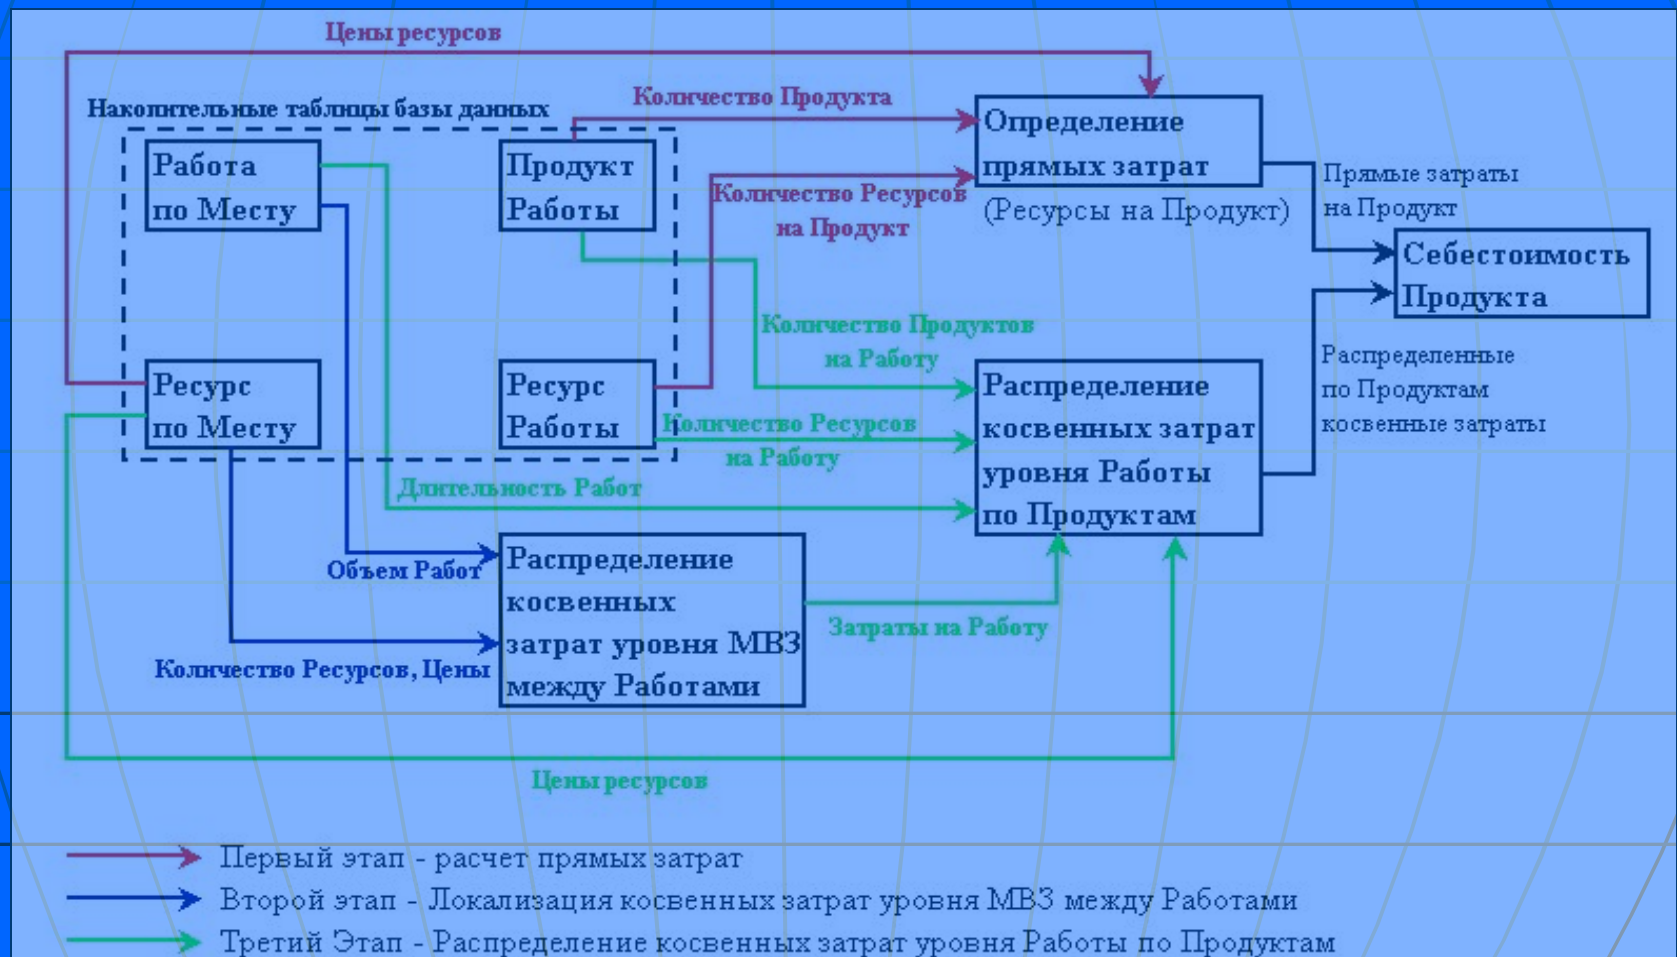 Цены ресурсов
Накопительные таблицы базы данных
Количество Продукта
Работа
по Месту
Продукт
Работы
Определение
прямых затрат
(Ресурсы на Продукт)
Количество Ресурсов
на Продукт
Прямые затраты
на Продукт
Себестоимость
Продукта
Количество Продуктов
на Работу
Распределенные
по Продуктам
косвенные затраты
Ресурс
по Месту
Ресурс
Работы
Количество Ресурсов
на Работу
Распределение
косвенных затрат
уровня Работы
по Продуктам
Длительность Работ
Объем Работ
Распределение
косвенных
затрат уровня МВЗ
между Работами
Затраты на Работу
Количество Ресурсов, Цены
Цены ресурсов
Первый этап - расчет прямых затрат
Второй этап - Локализация косвенных затрат уровня МВЗ между Работами
Третий Этап - Распределение косвенных затрат уровня Работы по Продуктам